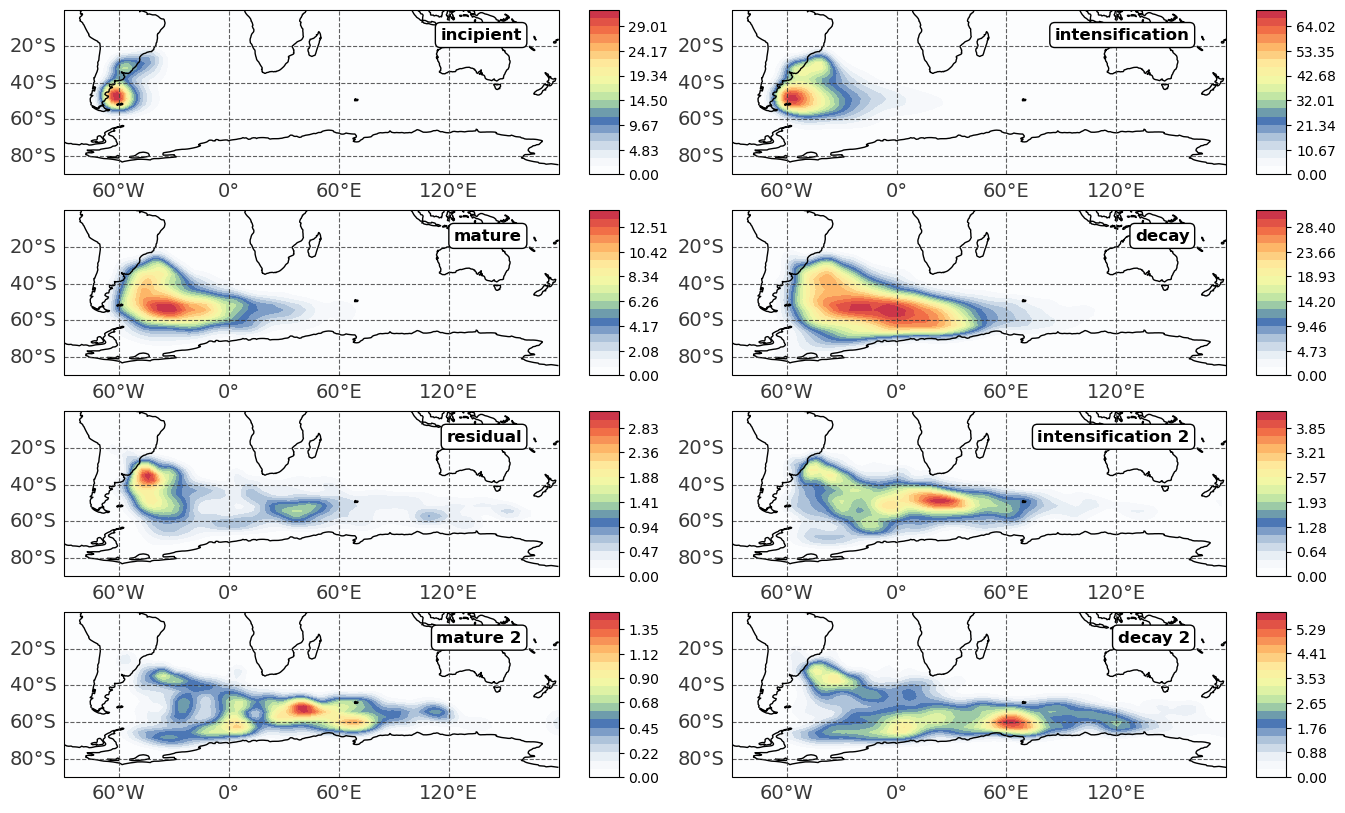 incipient
20°S
40°S
60°S
80°S
60°W
0°
60°E
120°E
29.01
24.17
19.34
14.50
9.67
4.83
0.00
intensification
20°S
40°S
60°S
80°S
60°W
0°
60°E
120°E
64.02
53.35
42.68
32.01
21.34
10.67
0.00
mature
20°S
40°S
60°S
80°S
60°W
0°
60°E
120°E
12.51
10.42
8.34
6.26
4.17
2.08
0.00
decay
20°S
40°S
60°S
80°S
60°W
0°
60°E
120°E
28.40
23.66
18.93
14.20
9.46
4.73
0.00
residual
20°S
40°S
60°S
80°S
60°W
0°
60°E
120°E
2.83
2.36
1.88
1.41
0.94
0.47
0.00
intensification 2
20°S
40°S
60°S
80°S
60°W
0°
60°E
120°E
3.85
3.21
2.57
1.93
1.28
0.64
0.00
mature 2
20°S
40°S
60°S
80°S
60°W
0°
60°E
120°E
1.35
1.12
0.90
0.68
0.45
0.22
0.00
decay 2
20°S
40°S
60°S
80°S
60°W
0°
60°E
120°E
5.29
4.41
3.53
2.65
1.76
0.88
0.00